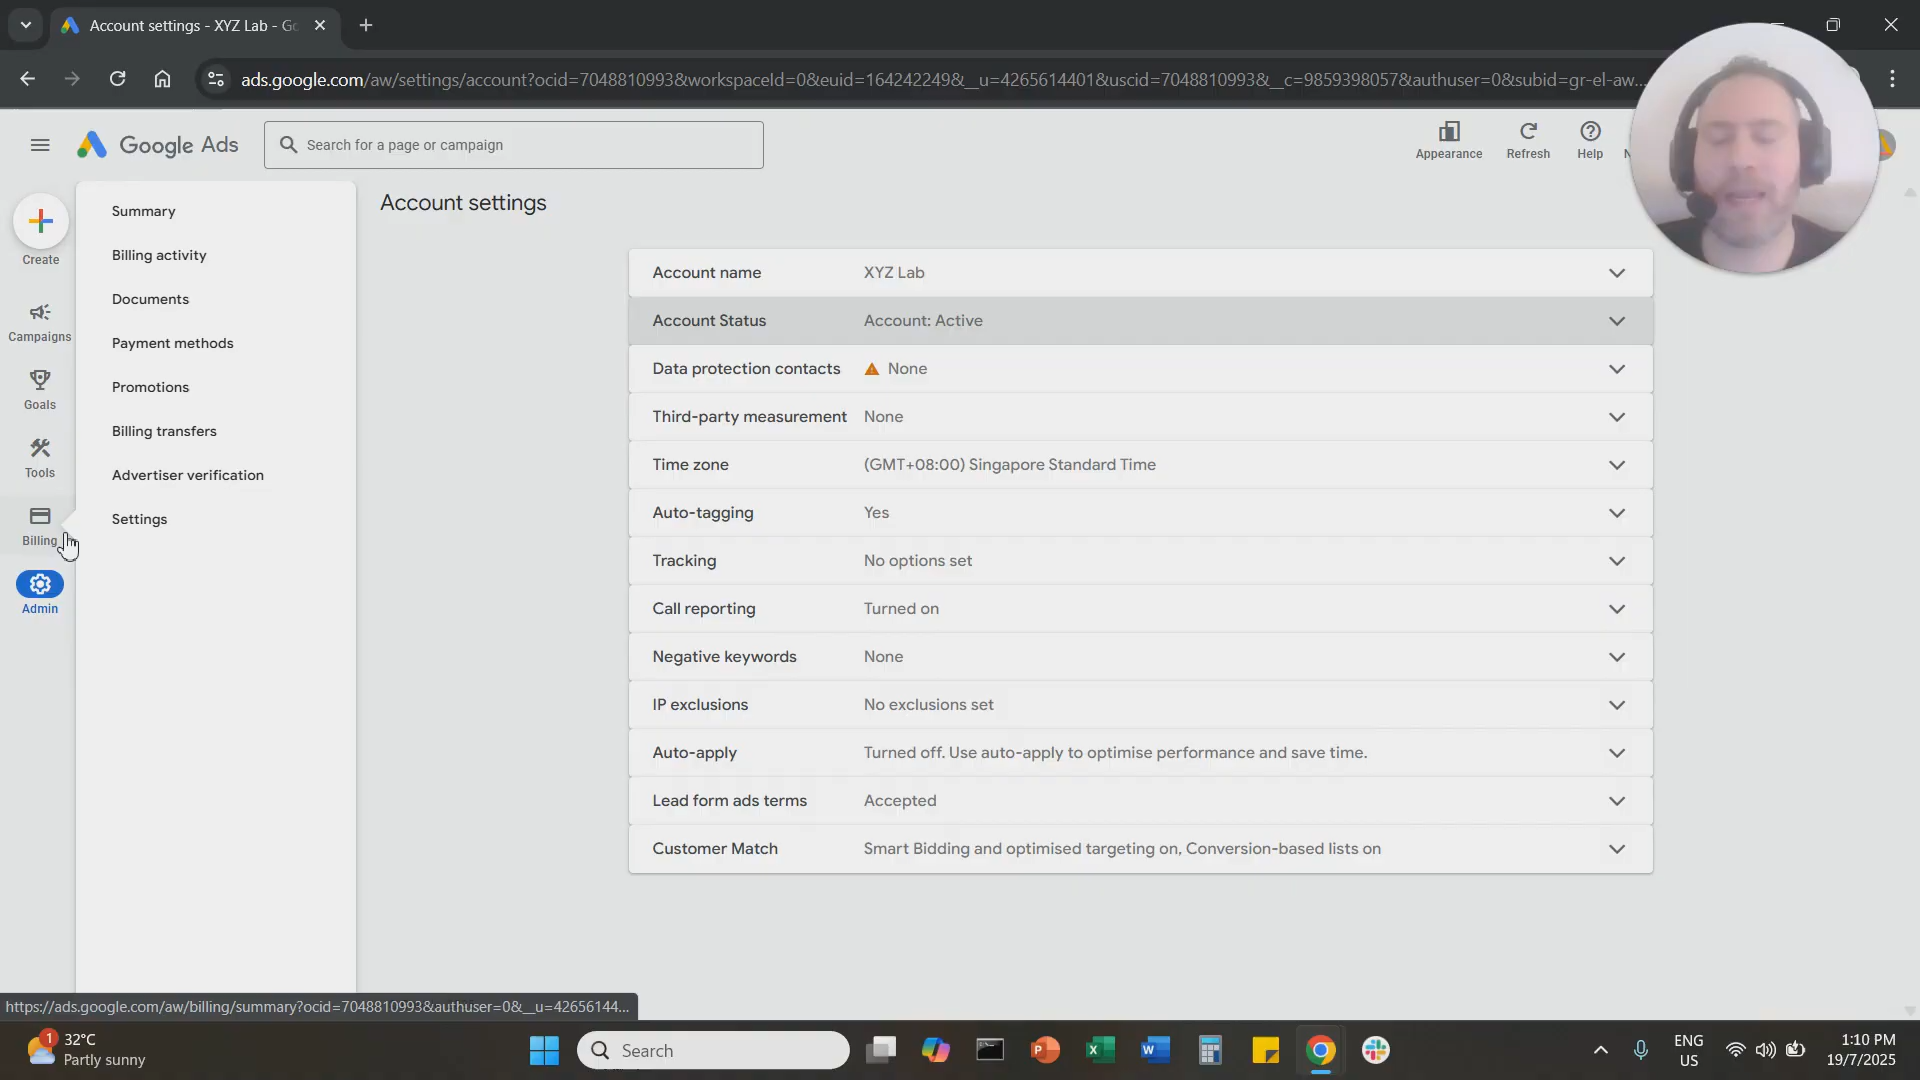 Account settings - XYZ Lab - Go
ads.google.com/aw/settings/account?ocid=7048810993&workspaceId=0&euid=164242249&__u=4265614401&uscid=7048810993&__c=9859398057&authuser=0&subid=gr-el-aw...
Google Ads
Search for a page or campaign
Appearance
Refresh
Help
N
Create
Campaigns
Goals
Tools
Billing
Admin
Summary
Billing activity
Documents
Payment methods
Promotions
Billing transfers
Advertiser verification
Settings
Account settings
Account name XYZ Lab
Account Status Account: Active
Data protection contacts None
Third-party measurement None
Time zone (GMT+08:00) Singapore Standard Time
Auto-tagging Yes
Tracking No options set
Call reporting Turned on
Negative keywords None
IP exclusions No exclusions set
Auto-apply Turned off. Use auto-apply to optimise performance and save time.
Lead form ads terms Accepted
Customer Match Smart Bidding and optimised targeting on, Conversion-based lists on
https://ads.google.com/aw/billing/summary?ocid=7048810993&authuser=0&__u=42656144...
1
32°C
Partly sunny
Search
ENG
US
1:10 PM
19/7/2025